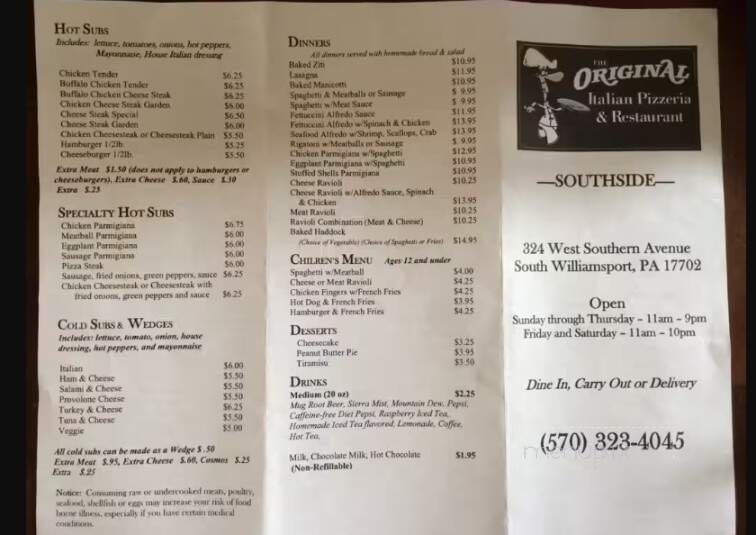 HOT SUBS
Includes: lettuce, tomatoes, onions, hot peppers,
Mayonnaise, House Italian dressing
Chicken Tender $6.25
Buffalo Chicken Tender $6.25
Buffalo Chicken Cheese Steak $6.25
Chicken Cheese Steak Garden $6.00
Cheese Steak Special $6.50
Cheese Steak Garden $6.00
Chicken Cheesesteak or Cheesesteak Plain $5.50
Hamburger 1/2lb. $5.25
Cheeseburger 1/2lb. $5.50
Extra Meat $1.50 (does not apply to hamburgers or
cheeseburgers), Extra Cheese $.60, Sauce $.30
Extra $.25
SPECIALTY HOT SUBS
Chicken Parmigiana $6.75
Meatball Parmigiana $6.00
Eggplant Parmigiana $6.00
Sausage Parmigiana $6.00
Pizza Steak $6.00
Sausage, fried onions, green peppers, sauce $6.25
Chicken Cheesesteak or Cheesesteak with
fried onions, green peppers and sauce $6.25
COLD SUBS & WEDGES
Includes: lettuce, tomato, onion, house
dressing, hot peppers, and mayonnaise
Italian $6.00
Ham & Cheese $5.50
Salami & Cheese $5.50
Provolone Cheese $5.50
Turkey & Cheese $6.25
Tuna & Cheese $5.50
Veggie $5.00
All cold subs can be made as a Wedge $.50
Extra Meat $.95, Extra Cheese $.60, Cosmos $.25
Extra $.25
Notice: Consuming raw or undercooked meats, poultry,
seafood, shellfish or eggs may increase your risk of food
borne illness, especially if you have certain medical
conditions.
DINNERS
All dinners served with homemade bread & salad
Baked Ziti $10.95
Lasagna $11.95
Baked Manicotti $10.95
Spaghetti & Meatballs or Sausage $ 9.95
Spaghetti w/Meat Sauce $ 9.95
Fettuccini Alfredo Sauce $11.95
Fettuccini Alfredo w/Spinach & Chicken $13.95
Seafood Alfredo w/Shrimp, Scallops, Crab $13.95
Rigatoni w/Meatballs or Sausage $ 9.95
Chicken Parmigiana w/Spaghetti $12.95
Eggplant Parmigiana w/Spaghetti $10.95
Stuffed Shells Parmigiana $10.95
Cheese Ravioli $10.25
Cheese Ravioli w/Alfredo Sauce, Spinach
& Chicken $13.95
Meat Ravioli $10.25
Ravioli Combination (Meat & Cheese) $10.25
Baked Haddock
(Choice of Vegetable) (Choice of Spaghetti or Fries) $14.95
CHILREN'S MENU Ages 12 and under
Spaghetti w/Meatball $4.00
Cheese or Meat Ravioli $4.25
Chicken Fingers w/French Fries $4.25
Hot Dog & French Fries $3.95
Hamburger & French Fries $4.25
DESSERTS
Cheesecake $3.25
Peanut Butter Pie $3.95
Tiramisu $3.50
DRINKS
Medium (20 oz) $2.25
Mug Root Beer, Sierra Mist, Mountain Dew, Pepsi,
Caffeine-free Diet Pepsi, Raspberry Iced Tea,
Homemade Iced Tea flavored, Lemonade, Coffee,
Hot Tea.
Milk, Chocolate Milk, Hot Chocolate $1.95
(Non-Refillable)
THE
ORIGINAL
Italian Pizzeria
& Restaurant
—SOUTHSIDE—
324 West Southern Avenue
South Williamsport, PA 17702
Open
Sunday through Thursday – 11am – 9pm
Friday and Saturday – 11am – 10pm
Dine In, Carry Out or Delivery
(570) 323-4045